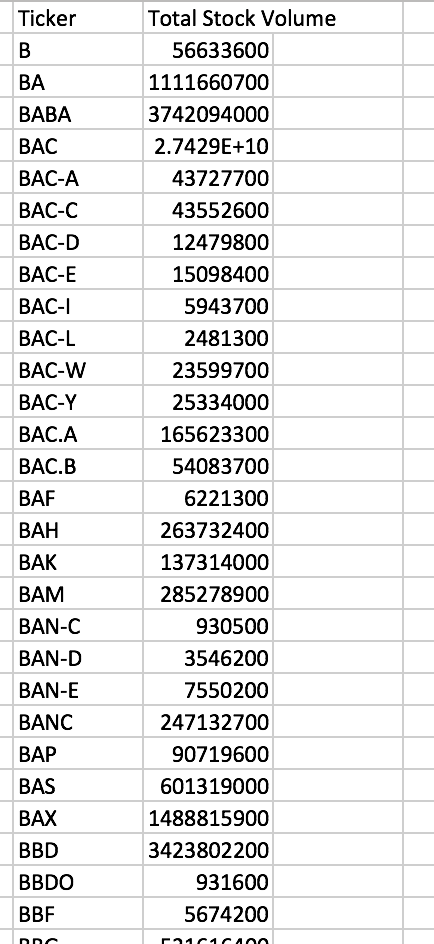 Ticker Total Stock Volume
B 56633600
BA 1111660700
BABA 3742094000
BAC 2.7429E+10
BAC-A 43727700
BAC-C 43552600
BAC-D 12479800
BAC-E 15098400
BAC-I 5943700
BAC-L 2481300
BAC-W 23599700
BAC-Y 25334000
BAC.A 165623300
BAC.B 54083700
BAF 6221300
BAH 263732400
BAK 137314000
BAM 285278900
BAN-C 930500
BAN-D 3546200
BAN-E 7550200
BANC 247132700
BAP 90719600
BAS 601319000
BAX 1488815900
BBD 3423802200
BBDO 931600
BBF 5674200